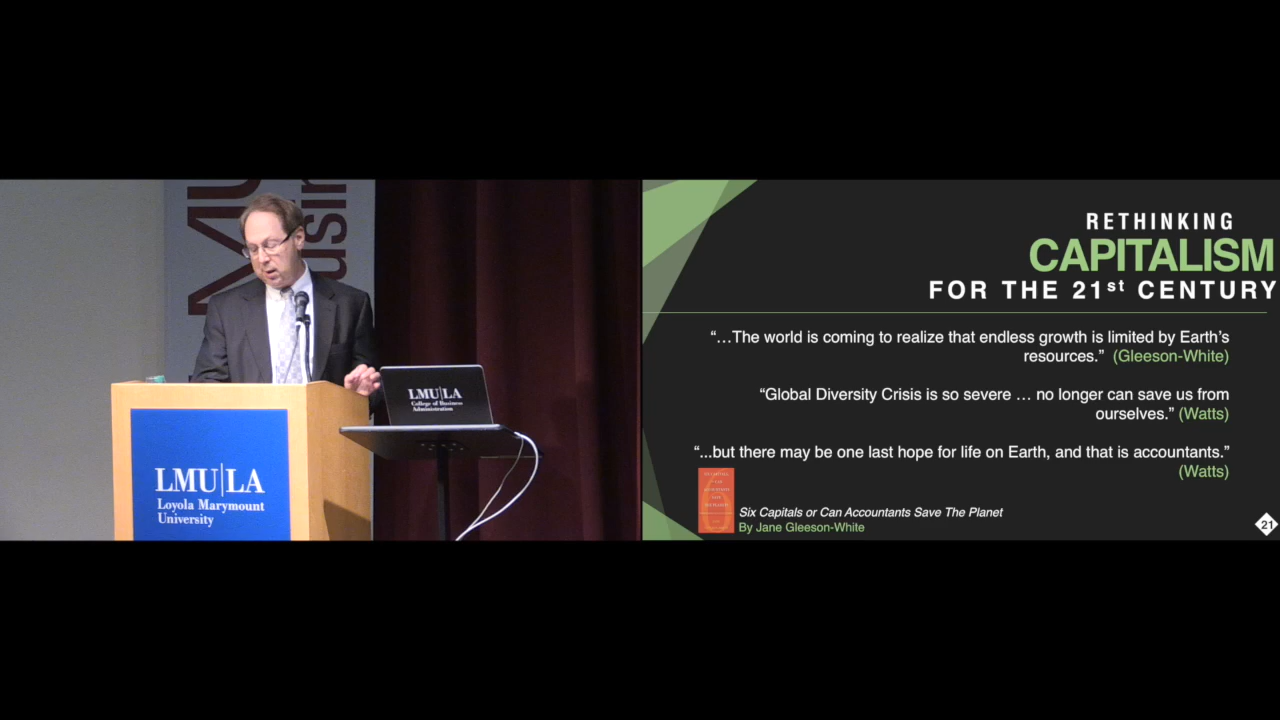 LMU
usin
LMU|LA
College of Business
Administration
LMU|LA
Loyola Marymount
University
RETHINKING
CAPITALISM
FOR THE 21st CENTURY
“…The world is coming to realize that endless growth is limited by Earth’s
resources.” (Gleeson-White)
“Global Diversity Crisis is so severe … no longer can save us from
ourselves.” (Watts)
“...but there may be one last hope for life on Earth, and that is accountants.”
(Watts)
Six Capitals or Can Accountants Save The Planet
By Jane Gleeson-White
21